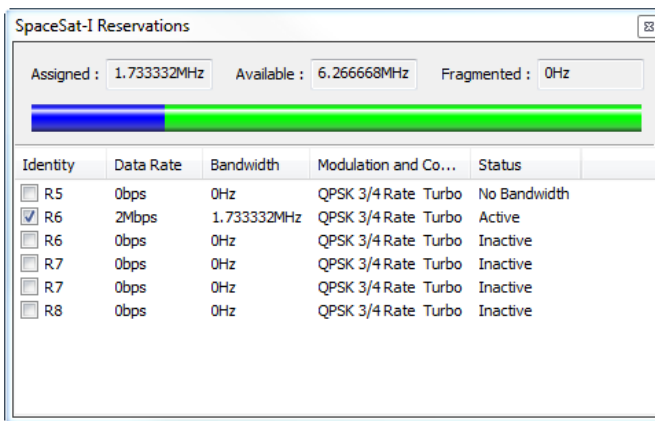 SpaceSat-I Reservations
Assigned : 1.733332MHz Available : 6.266668MHz Fragmented : 0Hz
Identity Data Rate Bandwidth Modulation and Co... Status
R5 0bps 0Hz QPSK 3/4 Rate Turbo No Bandwidth
R6 2Mbps 1.733332MHz QPSK 3/4 Rate Turbo Active
R6 0bps 0Hz QPSK 3/4 Rate Turbo Inactive
R7 0bps 0Hz QPSK 3/4 Rate Turbo Inactive
R7 0bps 0Hz QPSK 3/4 Rate Turbo Inactive
R8 0bps 0Hz QPSK 3/4 Rate Turbo Inactive